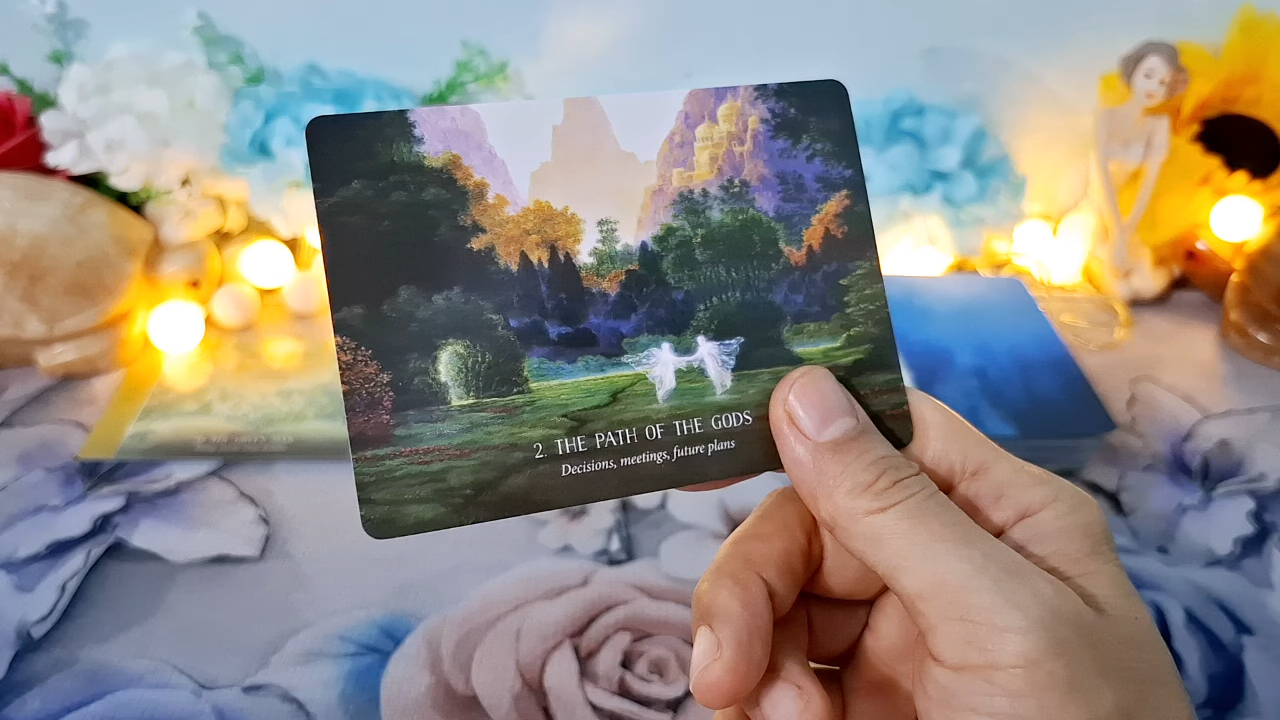 2. THE PATH OF THE GODS
Decisions, meetings, future plans